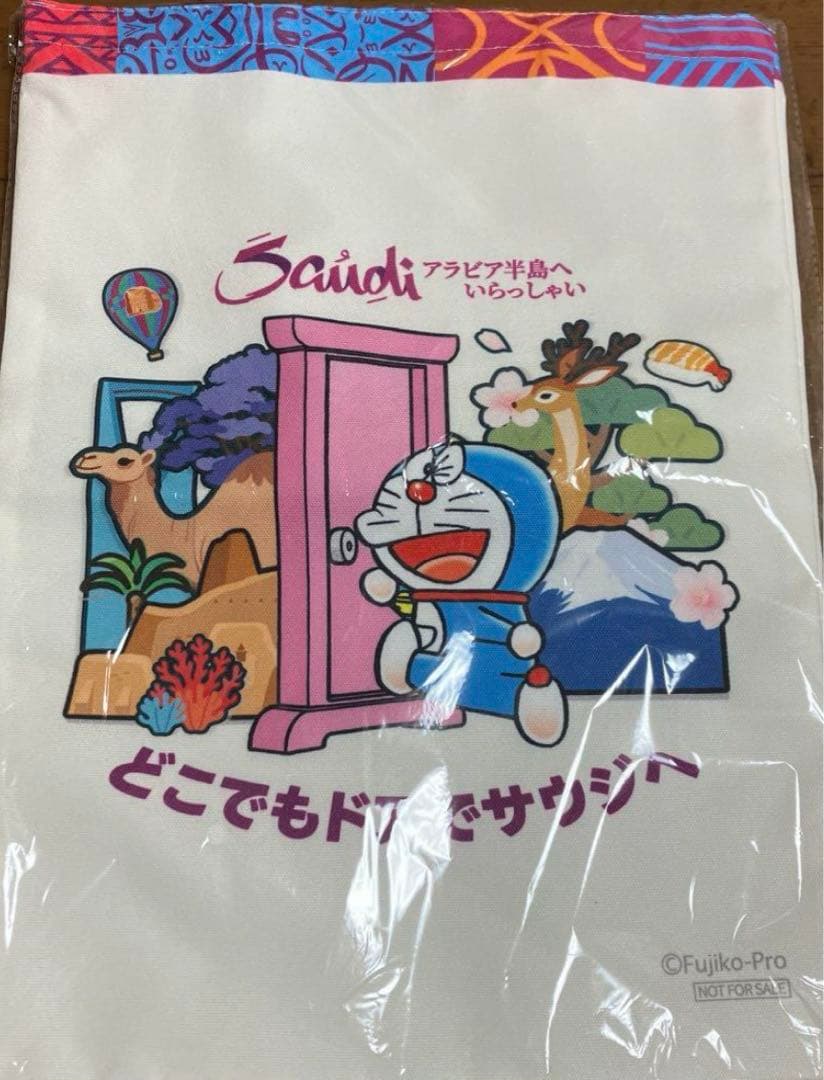 Saudi
アラビア半島へ
いらっしゃい
どこでもドアでサウジへ
©Fujiko-Pro
NOT FOR SALE